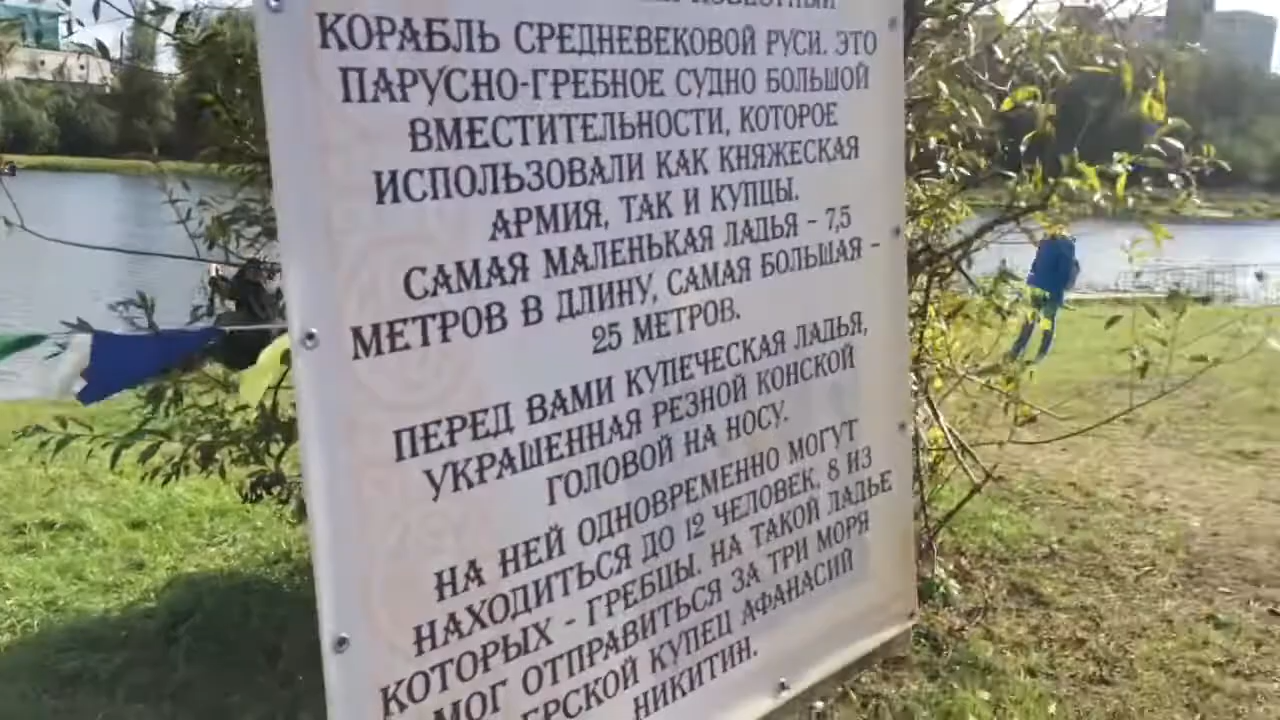 ИЗВЕСТНЫЙ
КОРАБЛЬ СРЕДНЕВЕКОВОЙ РУСИ. ЭТО
ПАРУСНО-ГРЕБНОЕ СУДНО БОЛЬШОЙ
ВМЕСТИТЕЛЬНОСТИ, КОТОРОЕ
ИСПОЛЬЗОВАЛИ КАК КНЯЖЕСКАЯ
АРМИЯ, ТАК И КУПЦЫ.
САМАЯ МАЛЕНЬКАЯ ЛАДЬЯ – 7,5
МЕТРОВ В ДЛИНУ, САМАЯ БОЛЬШАЯ –
25 МЕТРОВ.
ПЕРЕД ВАМИ КУПЕЧЕСКАЯ ЛАДЬЯ,
УКРАШЕННАЯ РЕЗНОЙ КОНСКОЙ
ГОЛОВОЙ НА НОСУ.
НА НЕЙ ОДНОВРЕМЕННО МОГУТ
НАХОДИТЬСЯ ДО 12 ЧЕЛОВЕК, 8 ИЗ
КОТОРЫХ - ГРЕБЦЫ. НА ТАКОЙ ЛАДЬЕ
МОГ ОТПРАВИТЬСЯ ЗА ТРИ МОРЯ
ЕРСКОЙ КУПЕЦ АФАНАСИЙ
НИКИТИН.